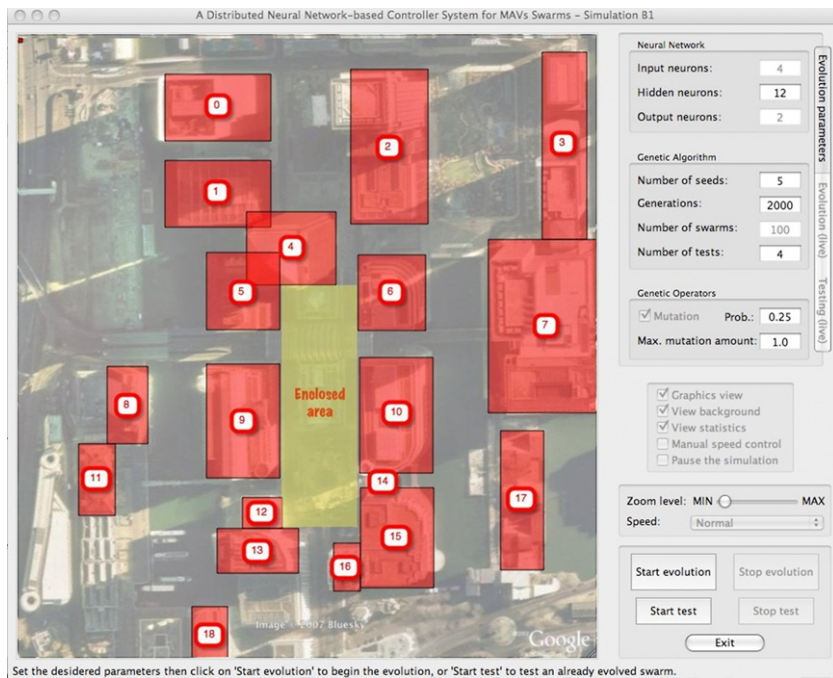 A Distributed Neural Network-based Controller System for MAVs Swarms - Simulation B1
0
1
2
3
4
5
6
7
8
9
10
11
12
13
14
15
16
17
18
Enclosed
area
Image © 2007 Bluesky
Google
Neural Network
Input neurons: 4
Hidden neurons: 12
Output neurons: 2
Genetic Algorithm
Number of seeds: 5
Generations: 2000
Number of swarms: 100
Number of tests: 4
Genetic Operators
Mutation Prob.: 0.25
Max. mutation amount: 1.0
Evolution parameters
Evolution (live)
Testing (live)
Graphics view
View background
View statistics
Manual speed control
Pause the simulation
Zoom level: MIN MAX
Speed: Normal
Start evolution Stop evolution
Start test Stop test
Exit
Set the desidered parameters then click on 'Start evolution' to begin the evolution, or 'Start test' to test an already evolved swarm.